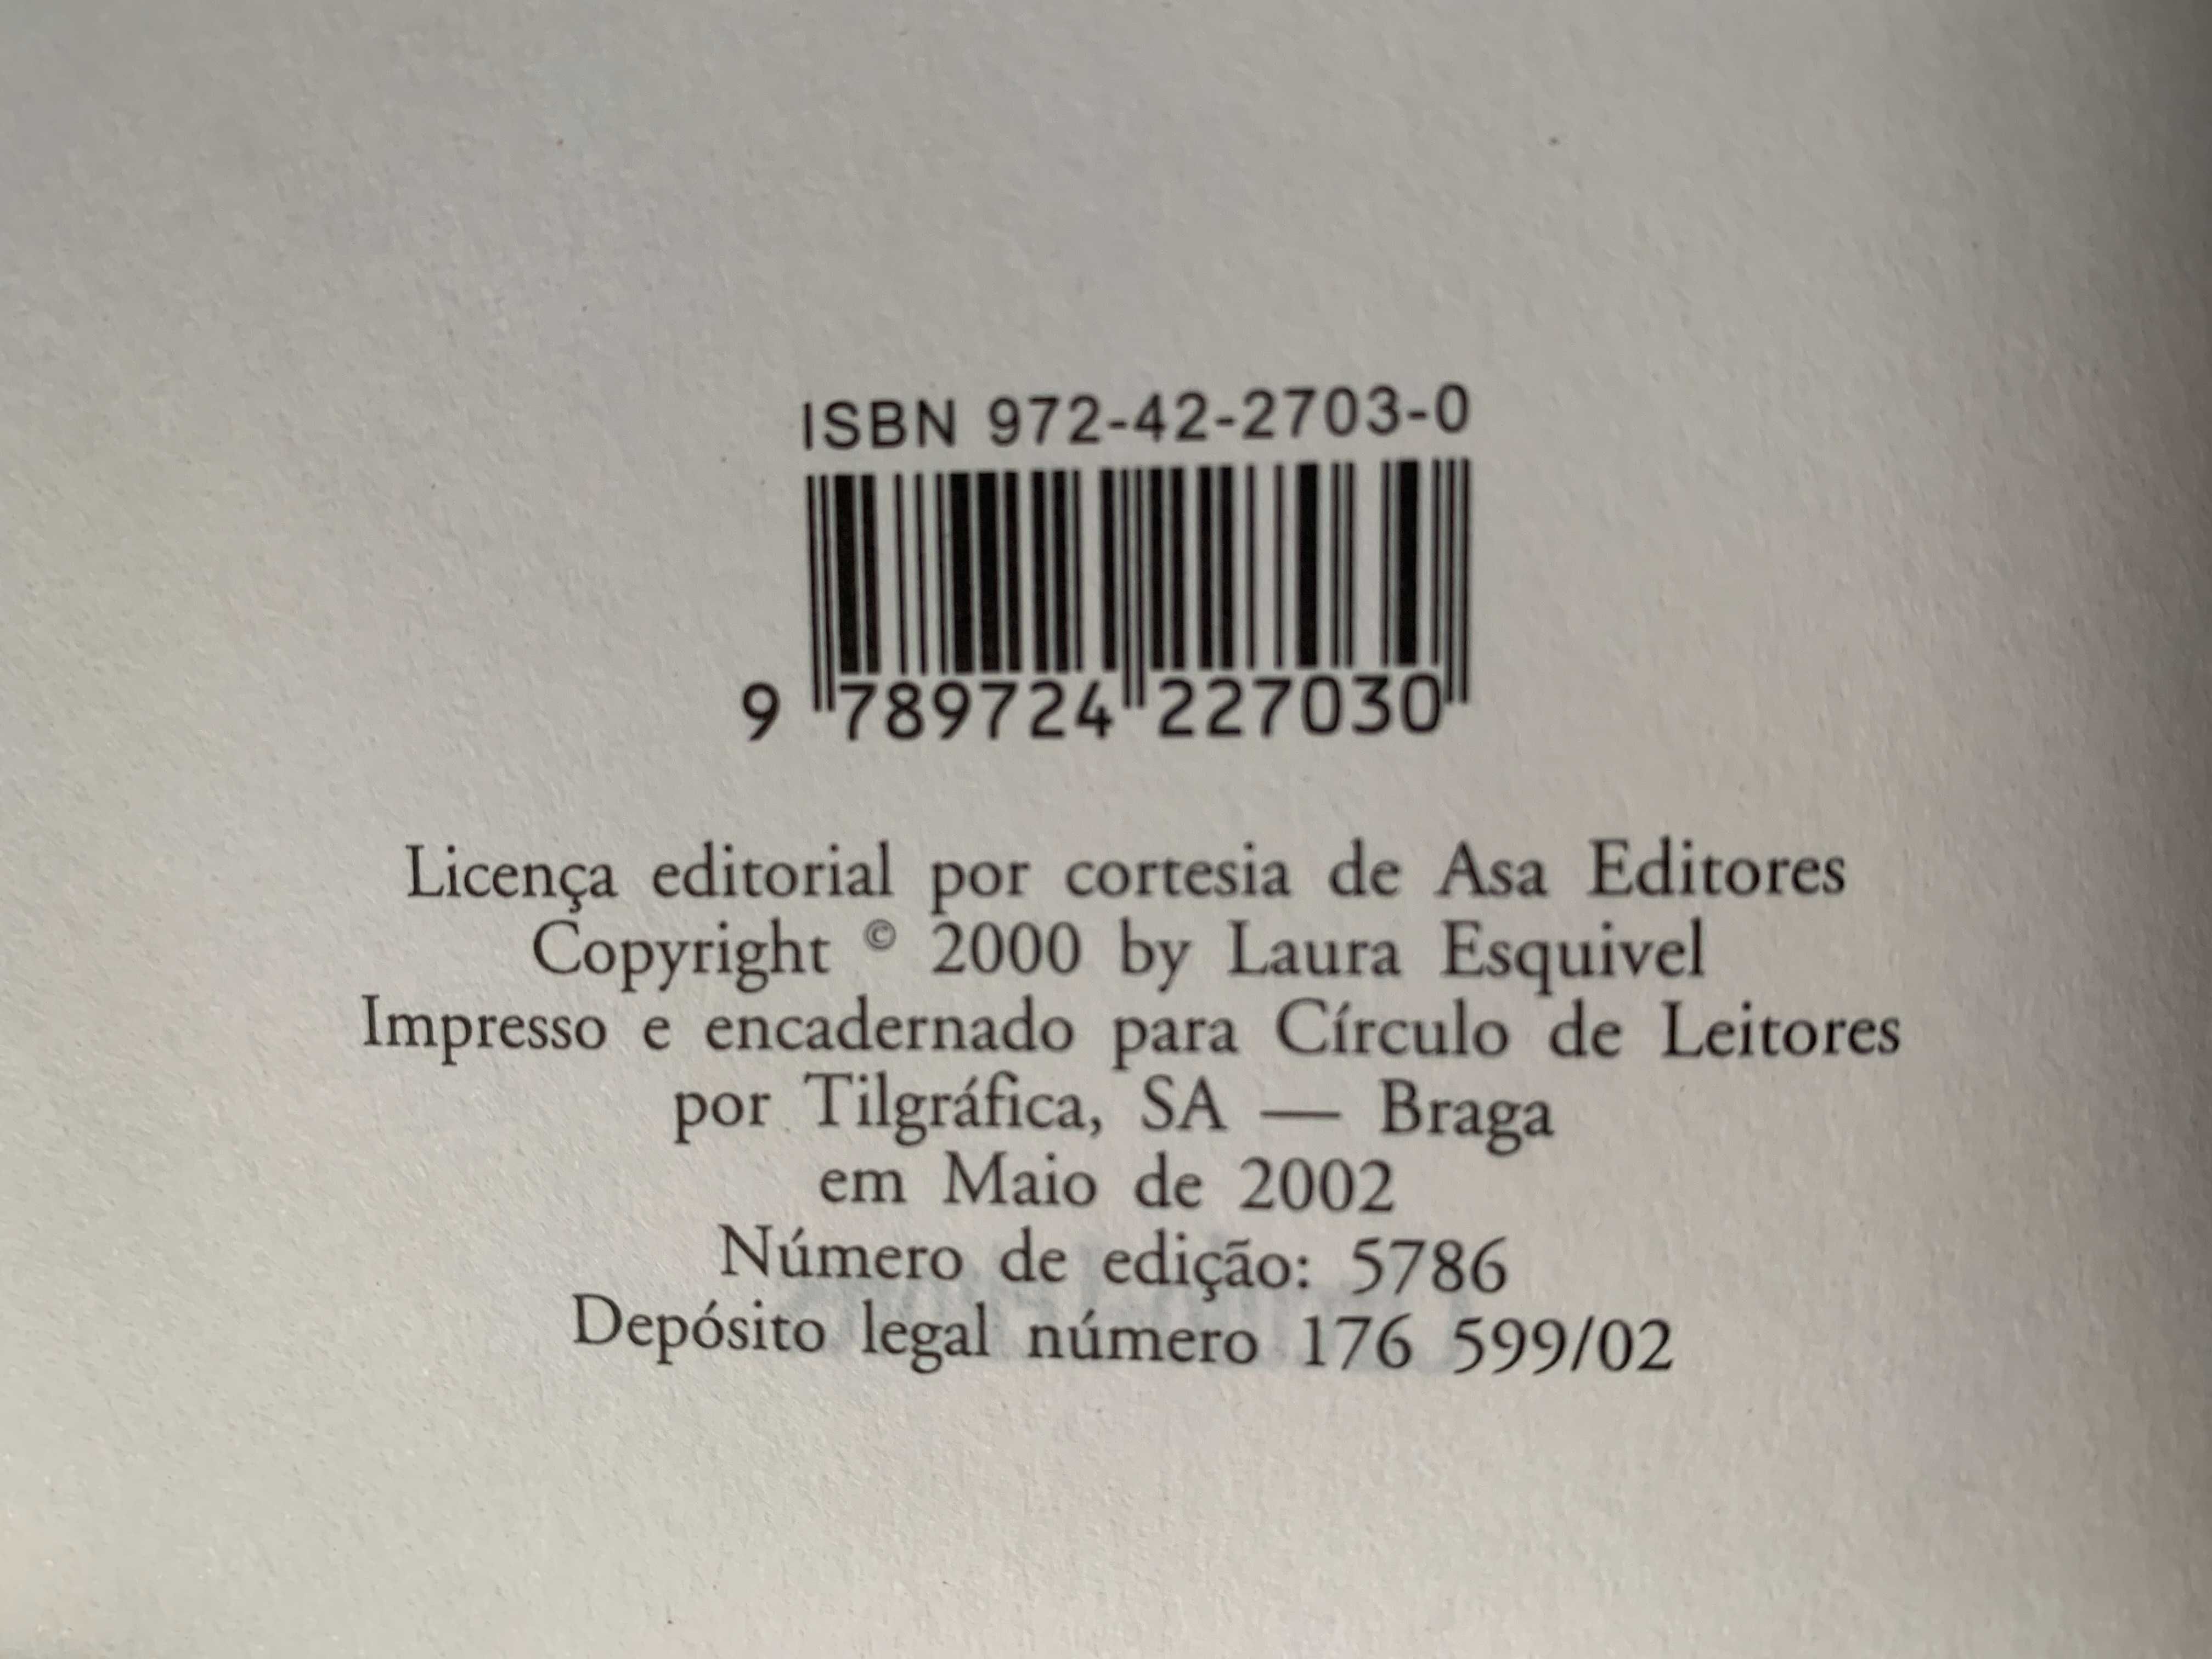 ISBN 972-42-2703-0
9 789724 227030
Licença editorial por cortesia de Asa Editores
Copyright © 2000 by Laura Esquivel
Impresso e encadernado para Círculo de Leitores
por Tilgráfica, SA — Braga
em Maio de 2002
Número de edição: 5786
Depósito legal número 176 599/02